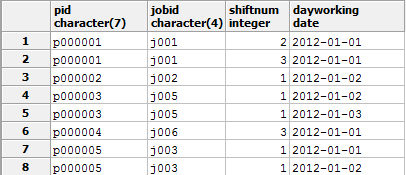 pid jobid shiftnum dayworking
character(7) character(4) integer date
1 p000001 j001 2 2012-01-01
2 p000001 j001 3 2012-01-01
3 p000002 j002 1 2012-01-02
4 p000003 j005 1 2012-01-02
5 p000003 j005 1 2012-01-03
6 p000004 j006 3 2012-01-01
7 p000005 j003 1 2012-01-01
8 p000005 j003 1 2012-01-02